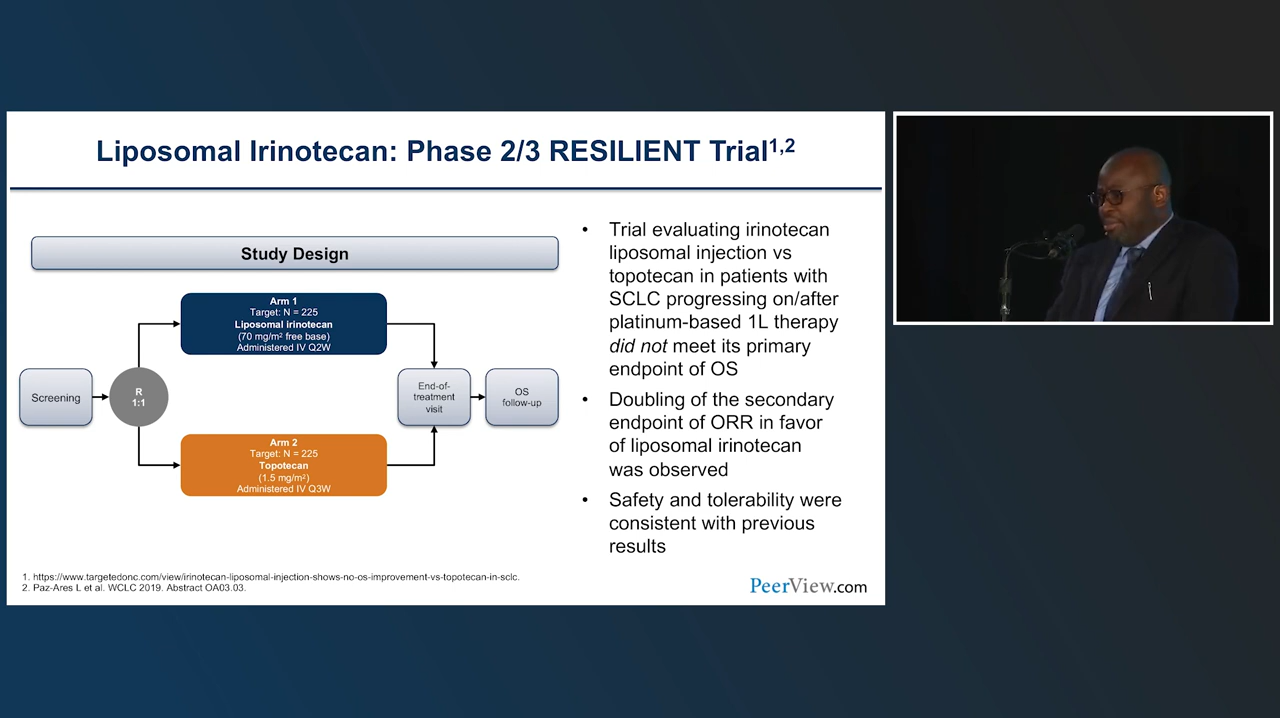 Liposomal Irinotecan: Phase 2/3 RESILIENT Trial1,2
Study Design
Screening
R
1:1
Arm 1
Target: N = 225
Liposomal irinotecan
(70 mg/m² free base)
Administered IV Q2W
Arm 2
Target: N = 225
Topotecan
(1.5 mg/m²)
Administered IV Q3W
End-of-
treatment
visit
OS
follow-up
• Trial evaluating irinotecan
liposomal injection vs
topotecan in patients with
SCLC progressing on/after
platinum-based 1L therapy
did not meet its primary
endpoint of OS
• Doubling of the secondary
endpoint of ORR in favor
of liposomal irinotecan
was observed
• Safety and tolerability were
consistent with previous
results
1. https://www.targetedonc.com/view/irinotecan-liposomal-injection-shows-no-os-improvement-vs-topotecan-in-sclc.
2. Paz-Ares L et al. WCLC 2019. Abstract OA03.03.
PeerView.com